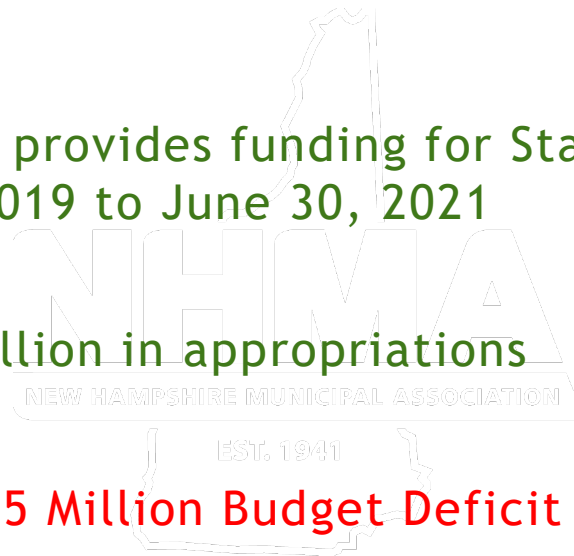 provides funding for Sta
019 to June 30, 2021
NHMA
llion in appropriations
NEW HAMPSHIRE MUNICIPAL ASSOCIATION
EST. 1941
5 Million Budget Deficit